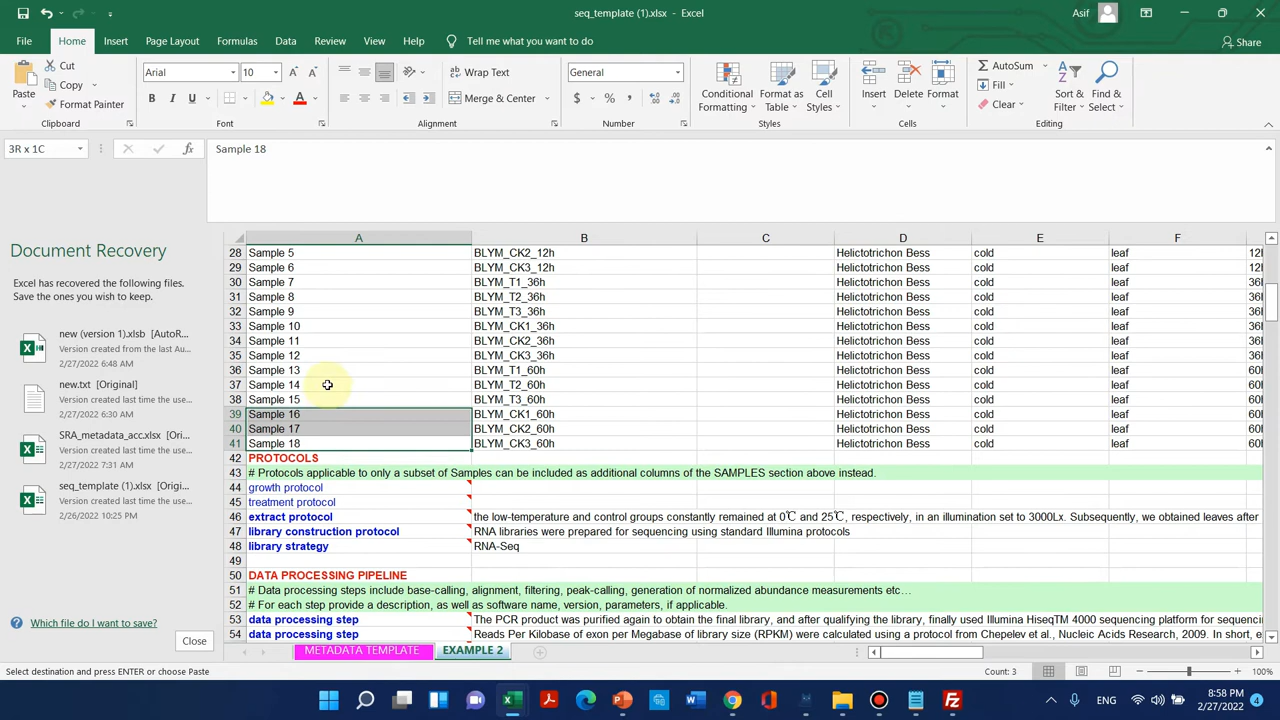 seq_template (1).xlsx - Excel
Asif
File Home Insert Page Layout Formulas Data Review View Help Tell me what you want to do
Share
Paste
Cut
Copy
Format Painter
Clipboard
Arial 10
B I U
Font
Wrap Text
Merge & Center
Alignment
General
$ % ,
Number
Conditional Formatting
Format as Table
Cell Styles
Styles
Insert Delete Format
Cells
AutoSum
Fill
Clear
Sort & Filter
Find & Select
Editing
3R x 1C
fx
Sample 18
Document Recovery
Excel has recovered the following files.
Save the ones you wish to keep.
new (version 1).xlsb [AutoR...
Version created from the last Au...
2/27/2022 6:48 AM
new.txt [Original]
Version created last time the use...
2/27/2022 6:30 AM
SRA_metadata_acc.xlsx [Ori...
Version created last time the use...
2/27/2022 7:31 AM
seq_template (1).xlsx [Origi...
Version created last time the use...
2/26/2022 10:25 PM
Which file do I want to save?
Close
A B C D E F
28 Sample 5 BLYM_CK2_12h Helictotrichon Bess cold leaf 12h
29 Sample 6 BLYM_CK3_12h Helictotrichon Bess cold leaf 12h
30 Sample 7 BLYM_T1_36h Helictotrichon Bess cold leaf 36h
31 Sample 8 BLYM_T2_36h Helictotrichon Bess cold leaf 36h
32 Sample 9 BLYM_T3_36h Helictotrichon Bess cold leaf 36h
33 Sample 10 BLYM_CK1_36h Helictotrichon Bess cold leaf 36h
34 Sample 11 BLYM_CK2_36h Helictotrichon Bess cold leaf 36h
35 Sample 12 BLYM_CK3_36h Helictotrichon Bess cold leaf 36h
36 Sample 13 BLYM_T1_60h Helictotrichon Bess cold leaf 60h
37 Sample 14 BLYM_T2_60h Helictotrichon Bess cold leaf 60h
38 Sample 15 BLYM_T3_60h Helictotrichon Bess cold leaf 60h
39 Sample 16 BLYM_CK1_60h Helictotrichon Bess cold leaf 60h
40 Sample 17 BLYM_CK2_60h Helictotrichon Bess cold leaf 60h
41 Sample 18 BLYM_CK3_60h Helictotrichon Bess cold leaf 60h
42 PROTOCOLS
43 # Protocols applicable to only a subset of Samples can be included as additional columns of the SAMPLES section above instead.
44 growth protocol
45 treatment protocol
46 extract protocol the low-temperature and control groups constantly remained at 0℃ and 25℃, respectively, in an illumination set to 3000Lx. Subsequently, we obtained leaves after
47 library construction protocol RNA libraries were prepared for sequencing using standard Illumina protocols
48 library strategy RNA-Seq
49
50 DATA PROCESSING PIPELINE
51 # Data processing steps include base-calling, alignment, filtering, peak-calling, generation of normalized abundance measurements etc…
52 # For each step provide a description, as well as software name, version, parameters, if applicable.
53 data processing step The PCR product was purified again to obtain the final library, and after qualifying the library, finally used Illumina HiseqTM 4000 sequencing platform for sequencin
54 data processing step Reads Per Kilobase of exon per Megabase of library size (RPKM) were calculated using a protocol from Chepelev et al., Nucleic Acids Research, 2009. In short, e
METADATA TEMPLATE EXAMPLE 2
Select destination and press ENTER or choose Paste
Count: 3
100%
ENG
8:58 PM
2/27/2022
4